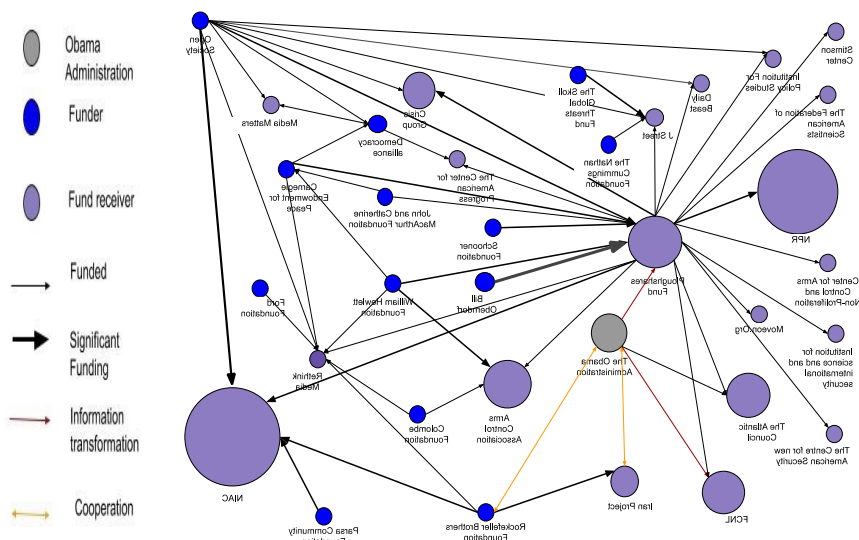 Obama
Administration
Funder
Fund receiver
Funded
Significant
Funding
Information
transformation
Cooperation
Open
Society
Media Matters
Crisis
Group
Democracy
alliance
The Center for
American
Progress
Carnegie
Endowment for
Peace
John and Catherine
MacArthur Foundation
The Skoll
Global
Threats
Fund
The Nathan
Cummings
Foundation
J Street
Daily
Beast
Institution For
Policy Studies
Stimson
Center
The Federation of
American
Scientists
NPR
Schooner
Foundation
Ploughshares
Fund
Ford
Foundation
William Hewlett
Foundation
Bill
Oberndorf
Center for Arms
Control and
Non-Proliferation
Moveon.Org
Institution for
science and and
international
security
The Obama
Administration
Rethink
Media
Arms
Control
Association
Colombe
Foundation
The Atlantic
Council
The Centre for new
American Security
NIAC
Iran Project
FCNL
Rockefeller Brothers
Foundation
Parsa Community